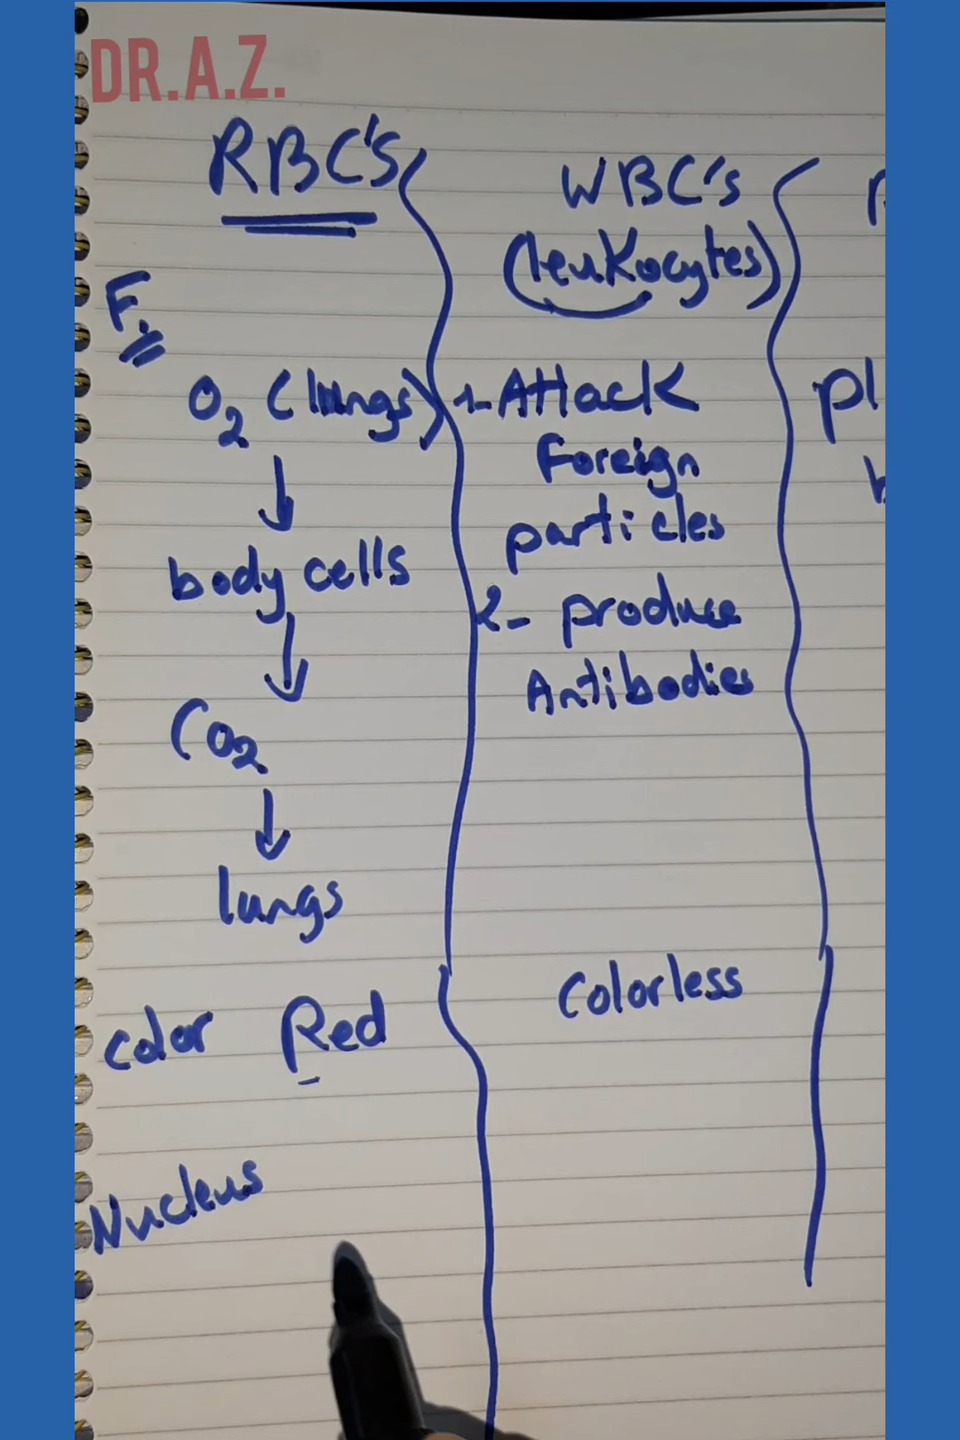 DR.A.Z.
RBC's
F.
O2 (lungs)
body cells
CO2
lungs
color Red
Nucleus
WBC's
(leukocytes)
1- Attack
foreign
particles
2- produce
Antibodies
Colorless
pl